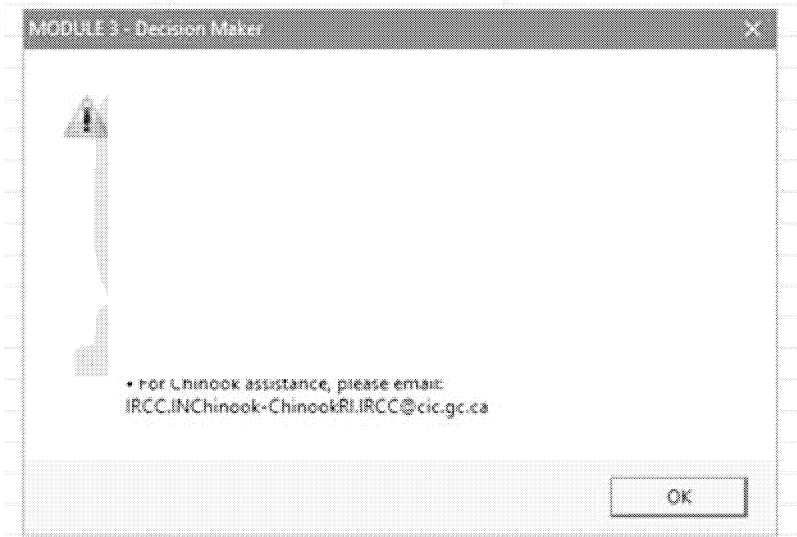 MODULE 3 - Decision Maker
• For Chinook assistance, please email:
IRCC.INChinook-ChinookRI.IRCC@cic.gc.ca
OK